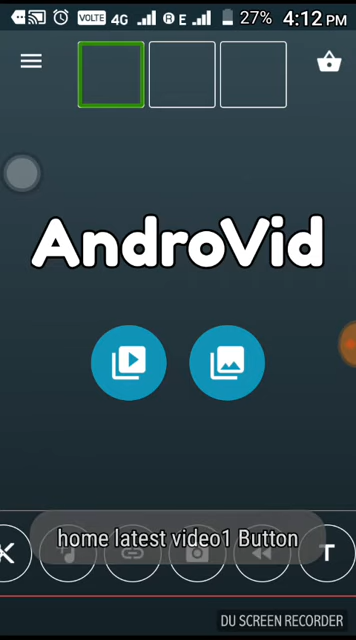 VOLTE 4G R E 27% 4:12 PM
AndroVid
home latest video1 Button
T
DU SCREEN RECORDER